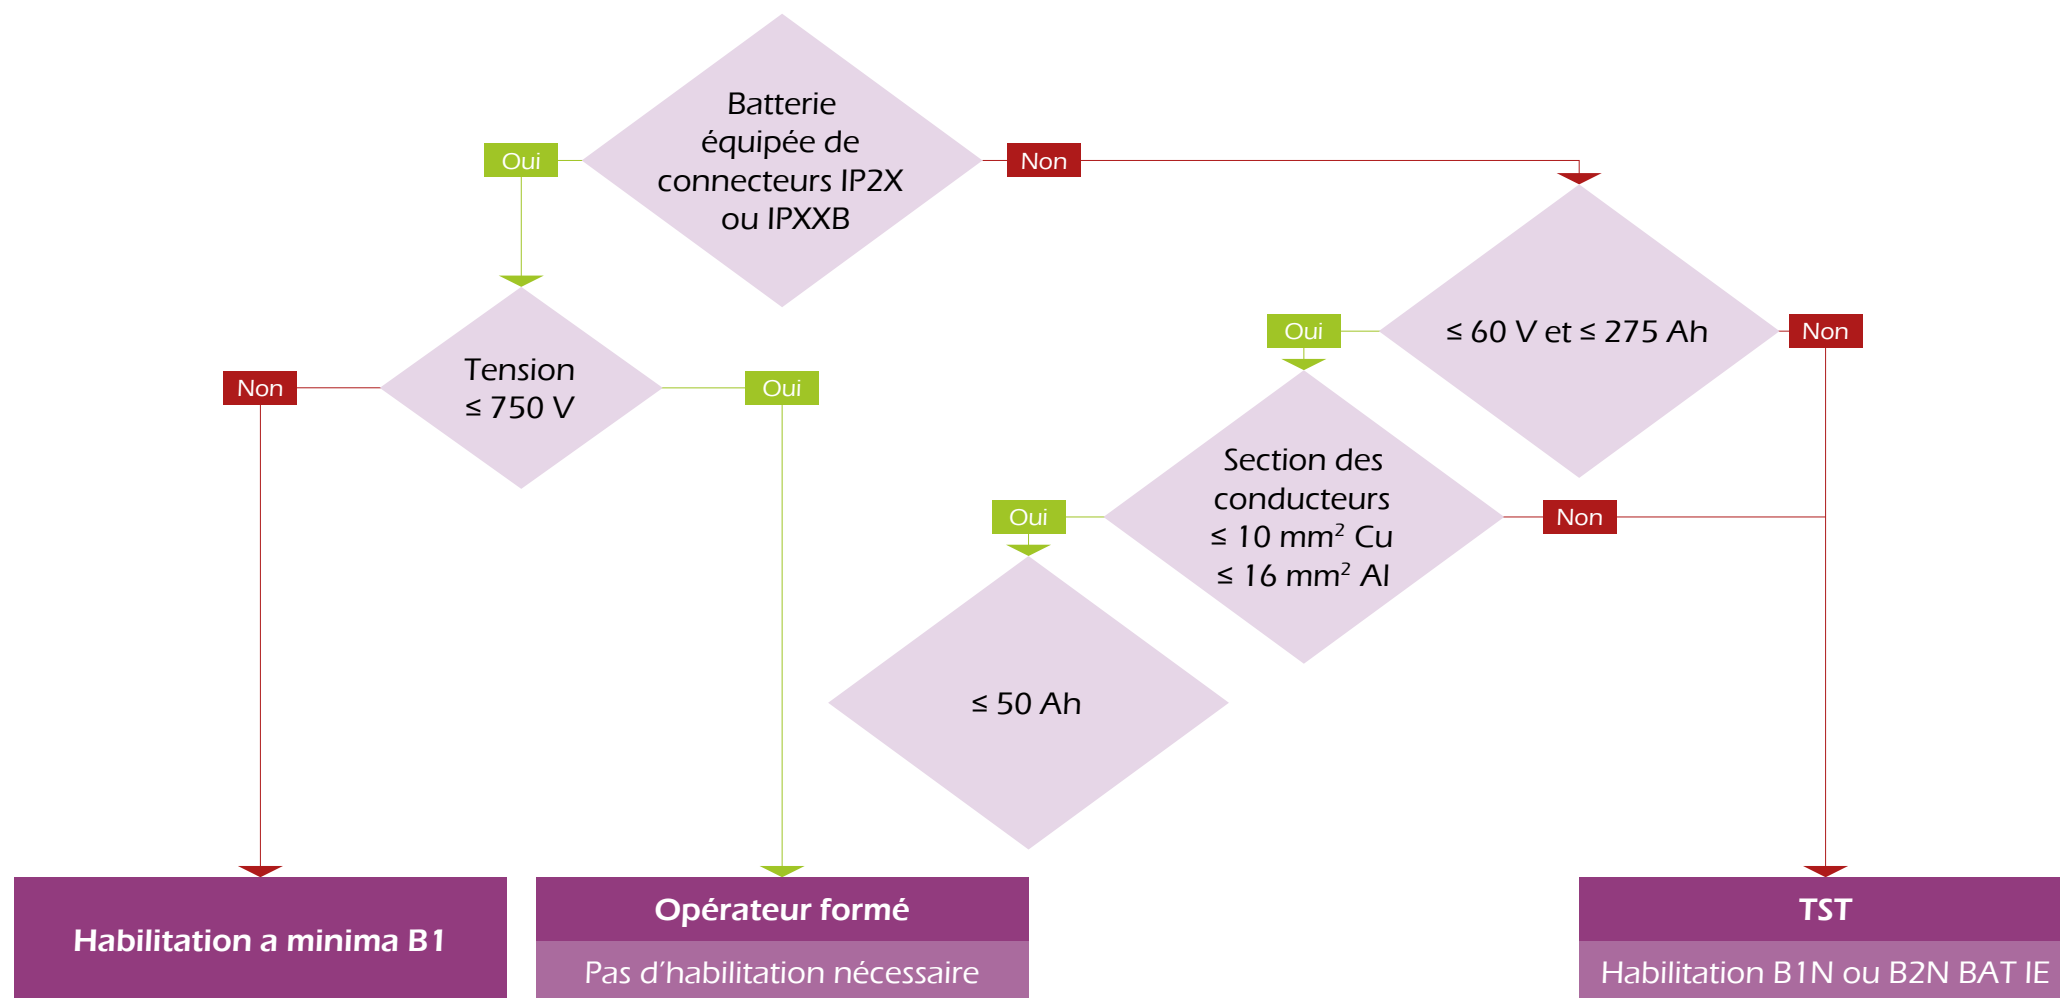 Batterie
équipée de
connecteurs IP2X
ou IPXXB
Oui
Non
Tension
≤ 750 V
Non
Oui
≤ 60 V et ≤ 275 Ah
Oui
Non
Section des
conducteurs
≤ 10 mm² Cu
≤ 16 mm² Al
Oui
Non
≤ 50 Ah
Habilitation a minima B1
Opérateur formé
Pas d’habilitation nécessaire
TST
Habilitation B1N ou B2N BAT IE